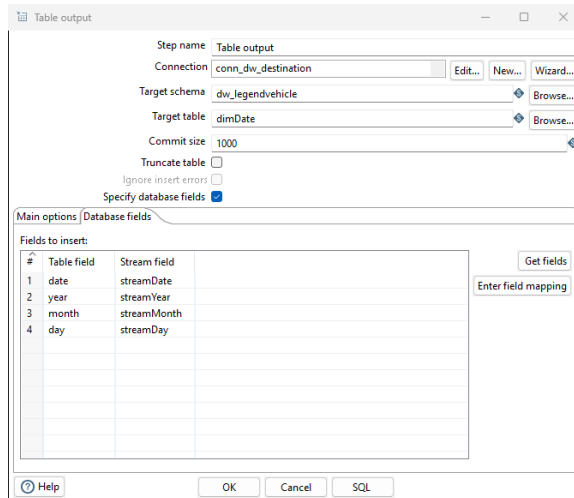 Table output
Step name Table output
Connection conn_dw_destination Edit... New... Wizard...
Target schema dw_legendvehicle S Browse...
Target table dimDate S Browse...
Commit size 1000
Truncate table
Ignore insert errors
Specify database fields
Main options Database fields
Fields to insert:
# Table field Stream field Get fields
1 date streamDate Enter field mapping
2 year streamYear
3 month streamMonth
4 day streamDay
? Help OK Cancel SQL